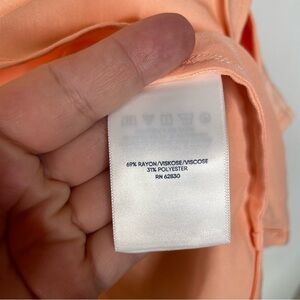 69% RAYON/VISKOSE/VISCOSE
31% POLYESTER
RN 62830